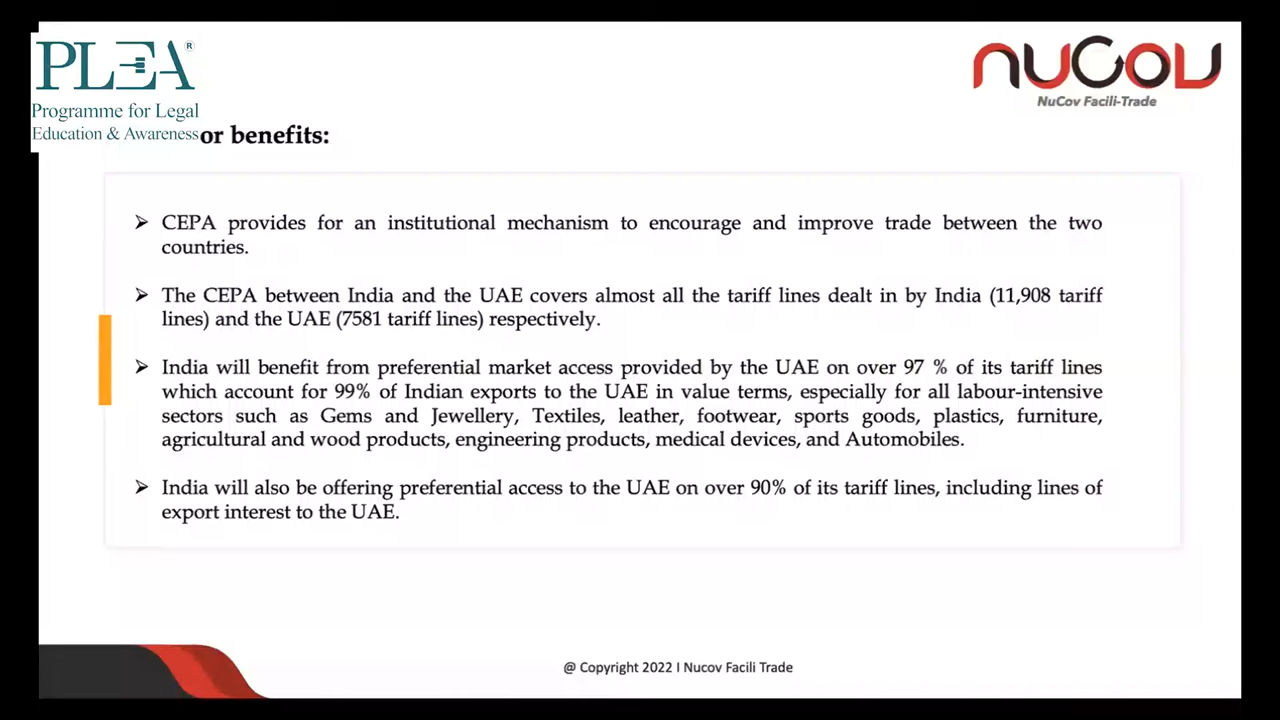 PLEA®
Programme for Legal
Education & Awareness
nuCov
NuCov Facili-Trade
or benefits:
➢ CEPA provides for an institutional mechanism to encourage and improve trade between the two
countries.
➢ The CEPA between India and the UAE covers almost all the tariff lines dealt in by India (11,908 tariff
lines) and the UAE (7581 tariff lines) respectively.
➢ India will benefit from preferential market access provided by the UAE on over 97 % of its tariff lines
which account for 99% of Indian exports to the UAE in value terms, especially for all labour-intensive
sectors such as Gems and Jewellery, Textiles, leather, footwear, sports goods, plastics, furniture,
agricultural and wood products, engineering products, medical devices, and Automobiles.
➢ India will also be offering preferential access to the UAE on over 90% of its tariff lines, including lines of
export interest to the UAE.
@ Copyright 2022 I Nucov Facili Trade